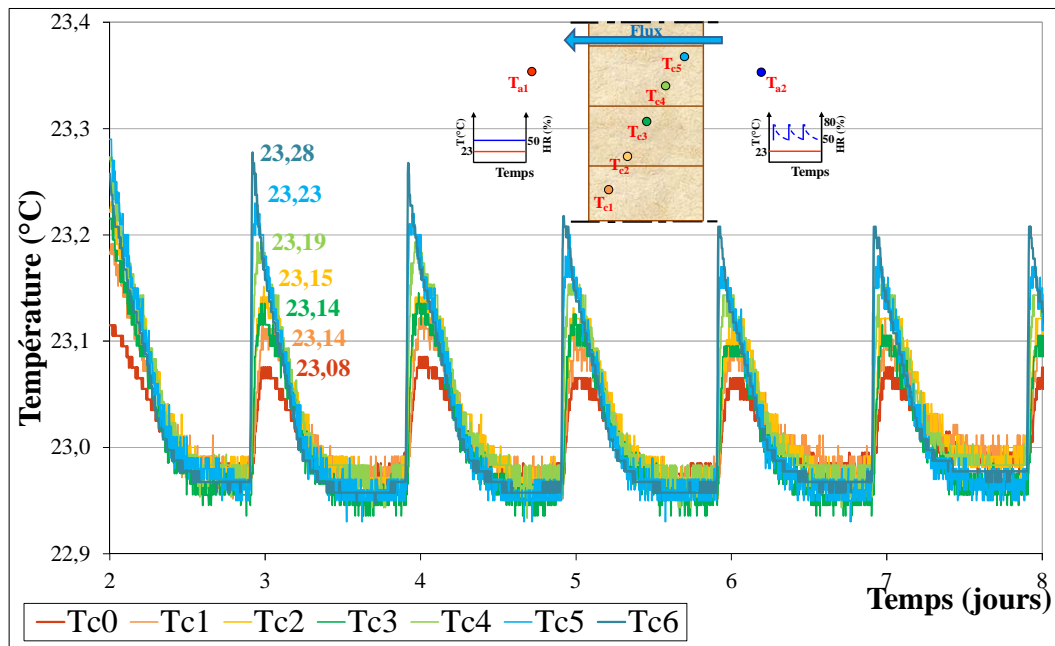 23,4
23,3
23,2
23,1
23,0
22,9
Température (°C)
2
3
4
5
6
7
8
Temps (jours)
23,28
23,23
23,19
23,15
23,14
23,14
23,08
Flux
Tc5
Tc4
Tc3
Tc2
Tc1
Ta1
Ta2
T(°C)
23
50
HR (%)
Temps
T(°C)
23
80
50
HR (%)
Temps
Tc0 Tc1 Tc2 Tc3 Tc4 Tc5 Tc6